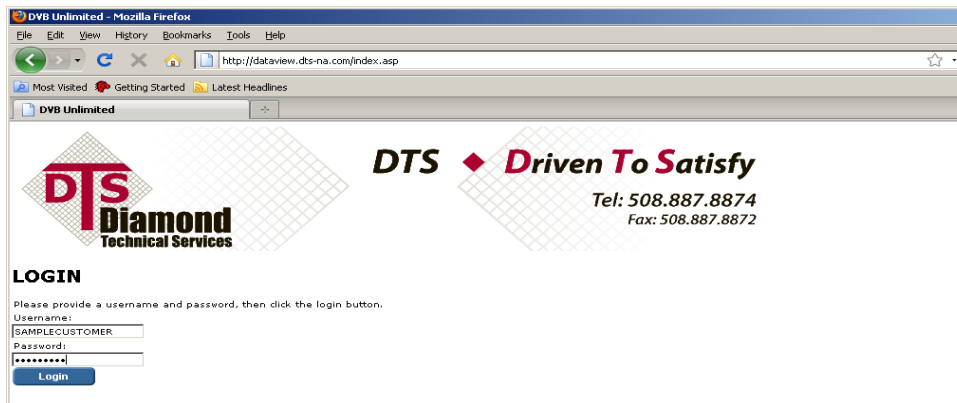 DVB Unlimited - Mozilla Firefox
File Edit View History Bookmarks Tools Help
http://dataview.dts-na.com/index.asp
Most Visited Getting Started Latest Headlines
DVB Unlimited
DTS Driven To Satisfy
Tel: 508.887.8874
Fax: 508.887.8872
DTS
Diamond
Technical Services
LOGIN
Please provide a username and password, then click the login button.
Username:
SAMPLECUSTOMER
Password:
•••••••••
Login